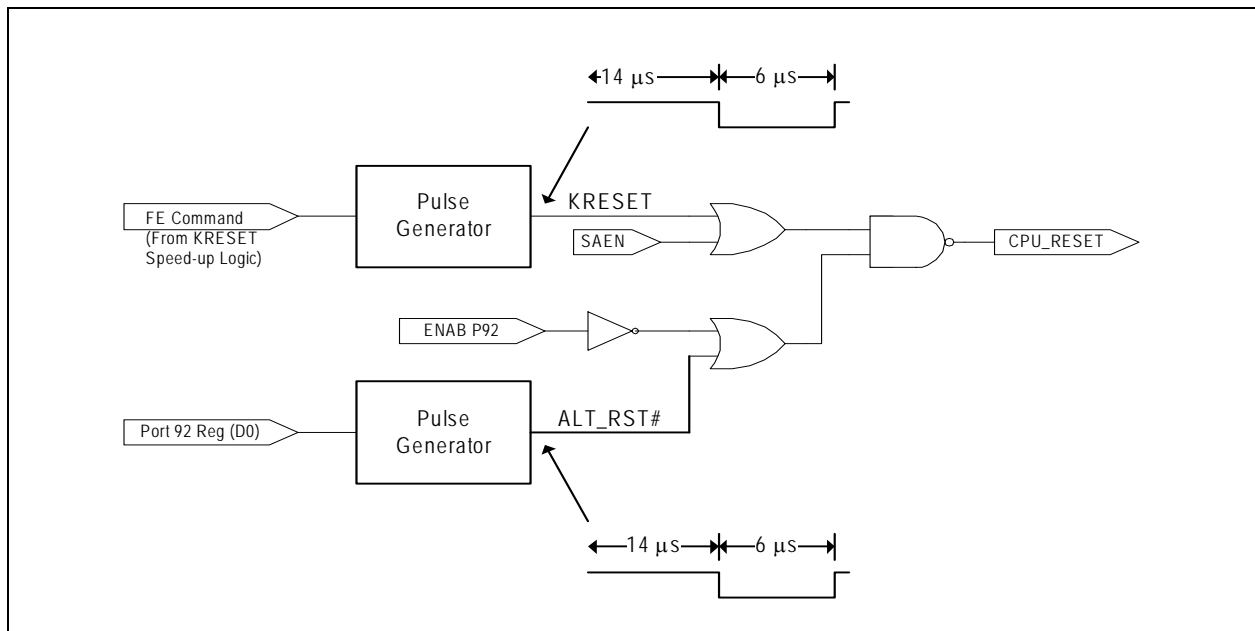 14 µs
6 µs
Pulse
Generator
KRESET
FE Command
(From KRESET
Speed-up Logic)
SAEN
CPU_RESET
ENAB P92
Pulse
Generator
ALT_RST#
Port 92 Reg (D0)
14 µs
6 µs